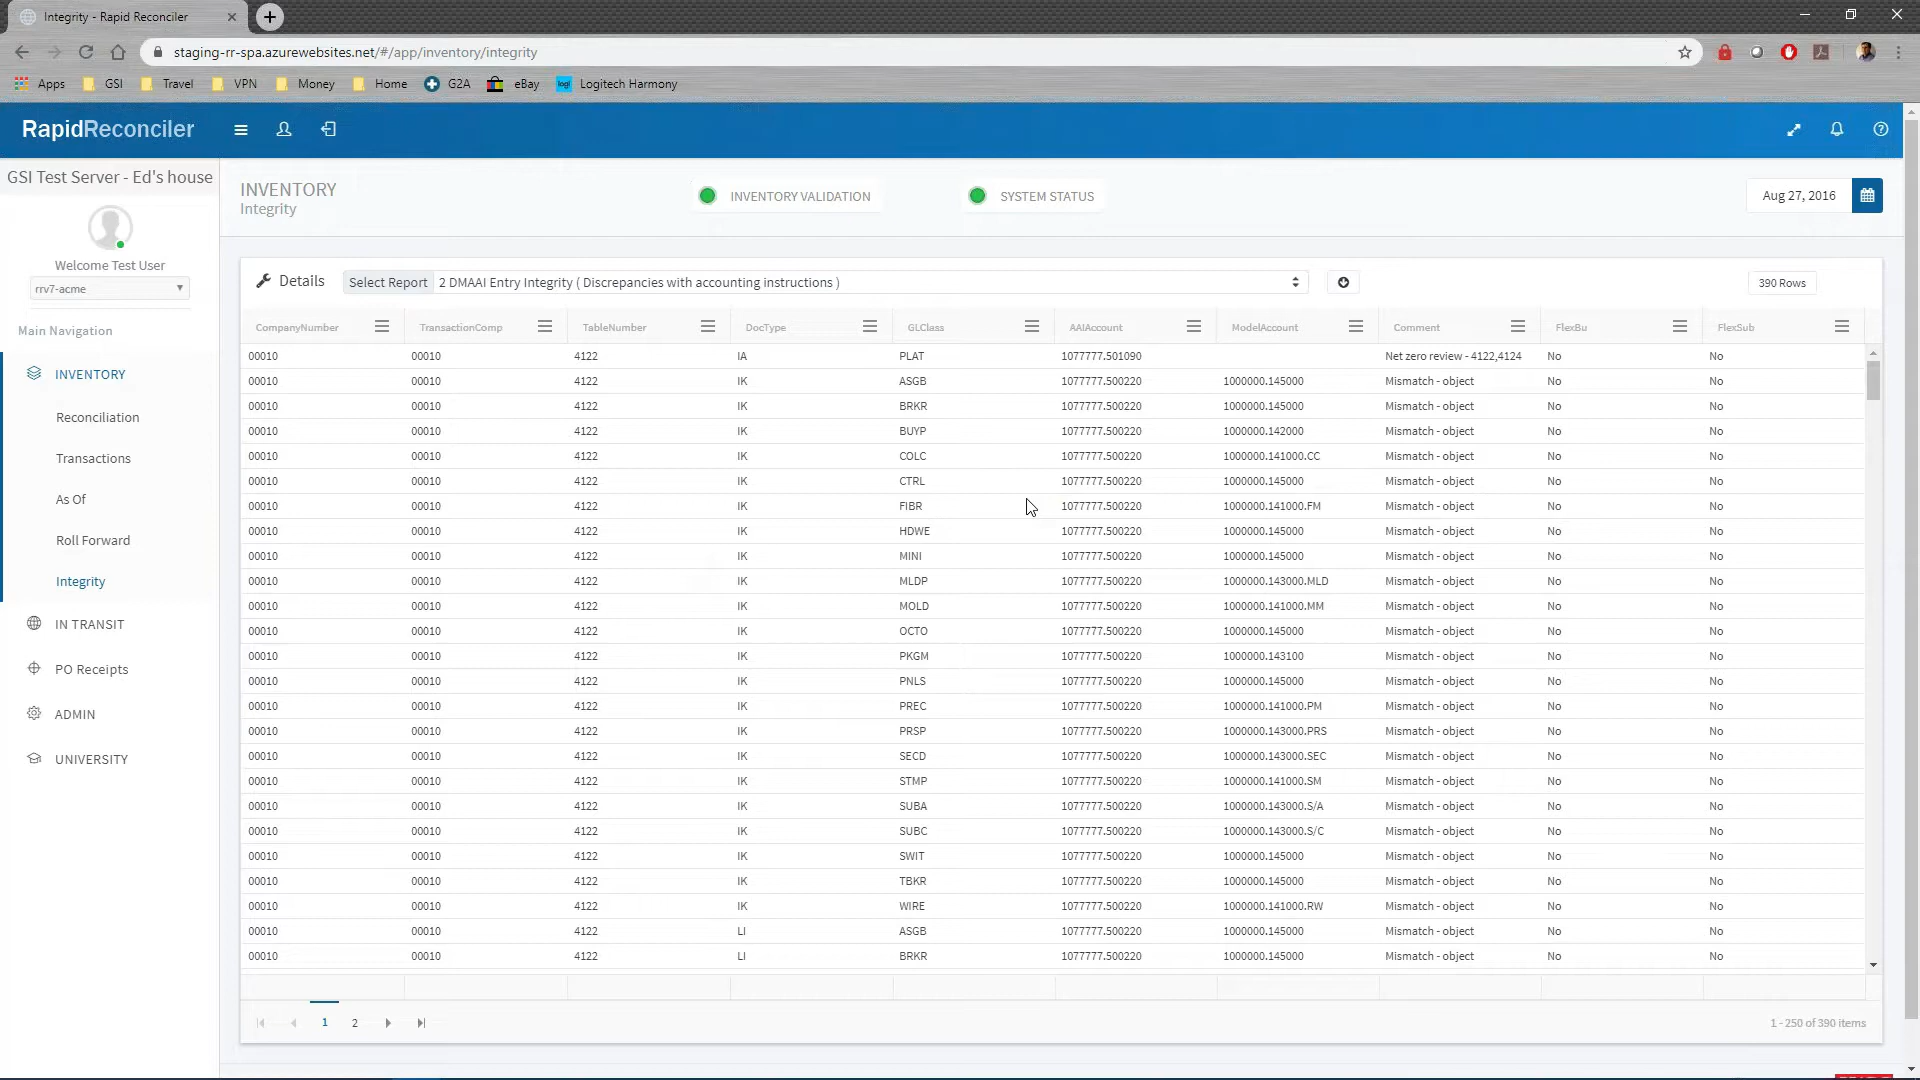 Integrity - Rapid Reconciler
staging-rr-spa.azurewebsites.net/#/app/inventory/integrity
Apps GSI Travel VPN Money Home G2A eBay logi Logitech Harmony
RapidReconciler
GSI Test Server - Ed's house
Welcome Test User
rrv7-acme
Main Navigation
INVENTORY
Reconciliation
Transactions
As Of
Roll Forward
Integrity
IN TRANSIT
PO Receipts
ADMIN
UNIVERSITY
INVENTORY
Integrity
INVENTORY VALIDATION
SYSTEM STATUS
Aug 27, 2016
Details Select Report 2 DMAAI Entry Integrity ( Discrepancies with accounting instructions ) 390 Rows
CompanyNumber TransactionComp TableNumber DocType GLClass AAIAccount ModelAccount Comment FlexBu FlexSub
00010 00010 4122 IA PLAT 1077777.501090 Net zero review - 4122,4124 No No
00010 00010 4122 IK ASGB 1077777.500220 1000000.145000 Mismatch - object No No
00010 00010 4122 IK BRKR 1077777.500220 1000000.145000 Mismatch - object No No
00010 00010 4122 IK BUYP 1077777.500220 1000000.142000 Mismatch - object No No
00010 00010 4122 IK COLC 1077777.500220 1000000.141000.CC Mismatch - object No No
00010 00010 4122 IK CTRL 1077777.500220 1000000.145000 Mismatch - object No No
00010 00010 4122 IK FIBR 1077777.500220 1000000.141000.FM Mismatch - object No No
00010 00010 4122 IK HDWE 1077777.500220 1000000.145000 Mismatch - object No No
00010 00010 4122 IK MINI 1077777.500220 1000000.145000 Mismatch - object No No
00010 00010 4122 IK MLDP 1077777.500220 1000000.143000.MLD Mismatch - object No No
00010 00010 4122 IK MOLD 1077777.500220 1000000.141000.MM Mismatch - object No No
00010 00010 4122 IK OCTO 1077777.500220 1000000.145000 Mismatch - object No No
00010 00010 4122 IK PKGM 1077777.500220 1000000.143100 Mismatch - object No No
00010 00010 4122 IK PNLS 1077777.500220 1000000.145000 Mismatch - object No No
00010 00010 4122 IK PREC 1077777.500220 1000000.141000.PM Mismatch - object No No
00010 00010 4122 IK PRSP 1077777.500220 1000000.143000.PRS Mismatch - object No No
00010 00010 4122 IK SECD 1077777.500220 1000000.143000.SEC Mismatch - object No No
00010 00010 4122 IK STMP 1077777.500220 1000000.141000.SM Mismatch - object No No
00010 00010 4122 IK SUBA 1077777.500220 1000000.143000.S/A Mismatch - object No No
00010 00010 4122 IK SUBC 1077777.500220 1000000.143000.S/C Mismatch - object No No
00010 00010 4122 IK SWIT 1077777.500220 1000000.145000 Mismatch - object No No
00010 00010 4122 IK TBKR 1077777.500220 1000000.145000 Mismatch - object No No
00010 00010 4122 IK WIRE 1077777.500220 1000000.141000.RW Mismatch - object No No
00010 00010 4122 LI ASGB 1077777.500220 1000000.145000 Mismatch - object No No
00010 00010 4122 LI BRKR 1077777.500220 1000000.145000 Mismatch - object No No
1 2
1 - 250 of 390 items